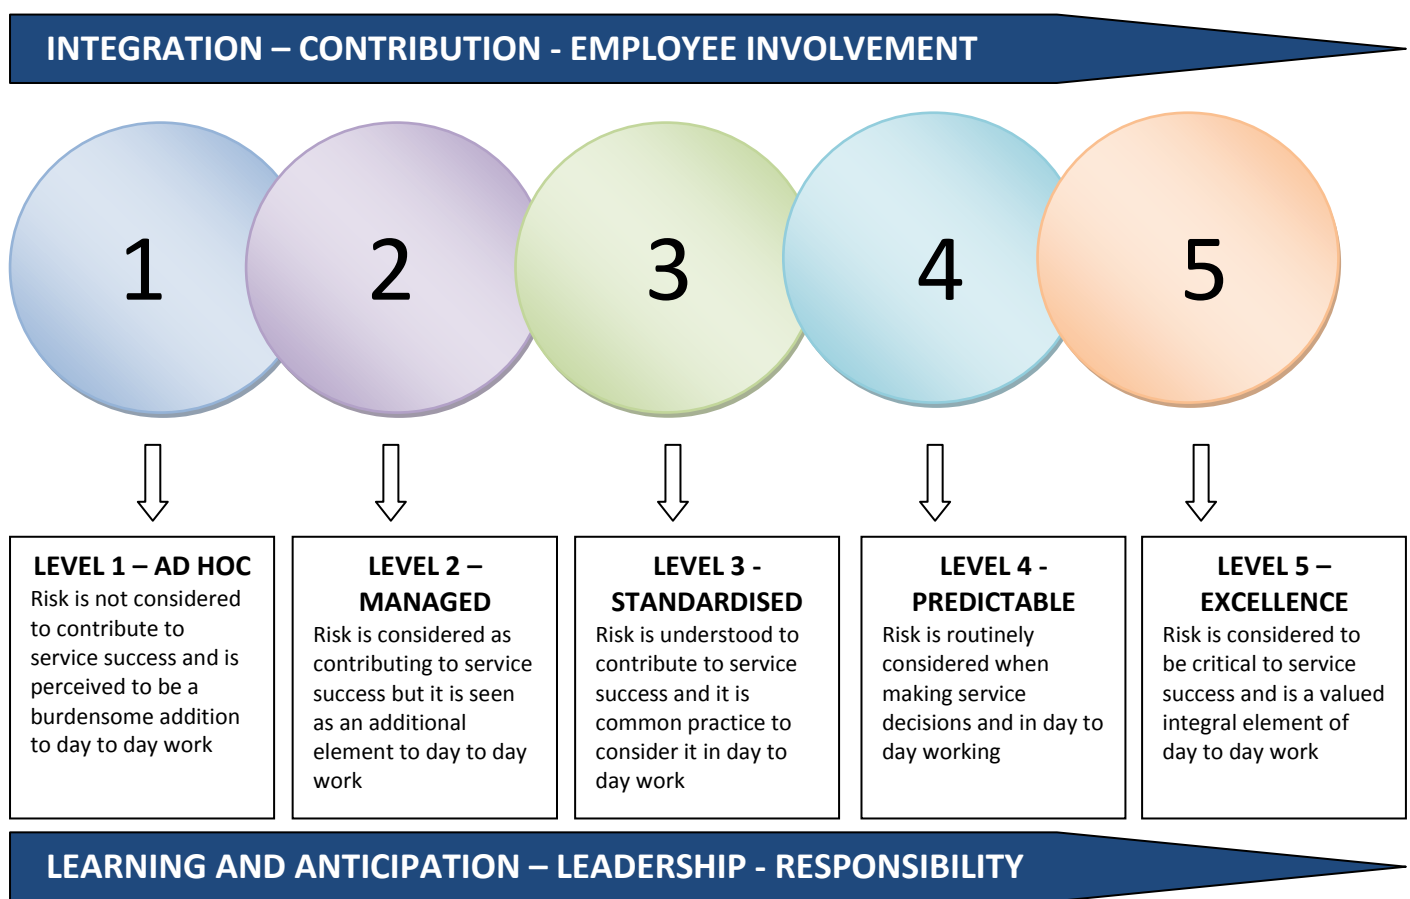 INTEGRATION – CONTRIBUTION - EMPLOYEE INVOLVEMENT
1
2
3
4
5
LEVEL 1 – AD HOC
Risk is not considered
to contribute to
service success and is
perceived to be a
burdensome addition
to day to day work
LEVEL 2 –
MANAGED
Risk is considered as
contributing to service
success but it is seen
as an additional
element to day to day
work
LEVEL 3 -
STANDARDISED
Risk is understood to
contribute to service
success and it is
common practice to
consider it in day to
day work
LEVEL 4 -
PREDICTABLE
Risk is routinely
considered when
making service
decisions and in day to
day working
LEVEL 5 –
EXCELLENCE
Risk is considered to
be critical to service
success and is a valued
integral element of
day to day work
LEARNING AND ANTICIPATION – LEADERSHIP - RESPONSIBILITY